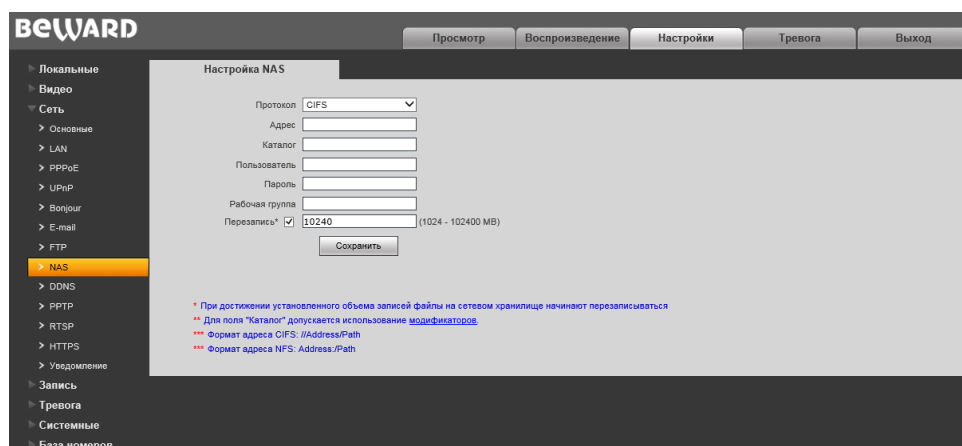 BEWARD
Просмотр Воспроизведение Настройки Тревога Выход
Локальные
Видео
Сеть
Основные
LAN
PPPoE
UPnP
Bonjour
E-mail
FTP
NAS
DDNS
PPTP
RTSP
HTTPS
Уведомление
Запись
Тревога
Системные
База номеров
Настройка NAS
Протокол CIFS
Адрес
Каталог
Пользователь
Пароль
Рабочая группа
Перезапись* 10240 (1024 - 102400 MB)
Сохранить
* При достижении установленного объема записей файлы на сетевом хранилище начинают перезаписываться
** Для поля "Каталог" допускается использование модификаторов.
*** Формат адреса CIFS: //Address/Path
*** Формат адреса NFS: Address:/Path